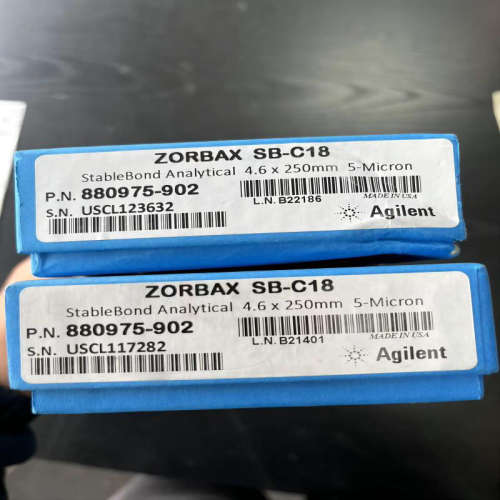 ZORBAX SB-C18
StableBond Analytical 4.6 x 250mm 5-Micron
P.N. 880975-902
L.N. B22186
MADE IN USA
S.N. USCL123632
Agilent
ZORBAX SB-C18
StableBond Analytical 4.6 x 250mm 5-Micron
P.N. 880975-902
MADE IN USA
L.N. B21401
S.N. USCL117282
Agilent